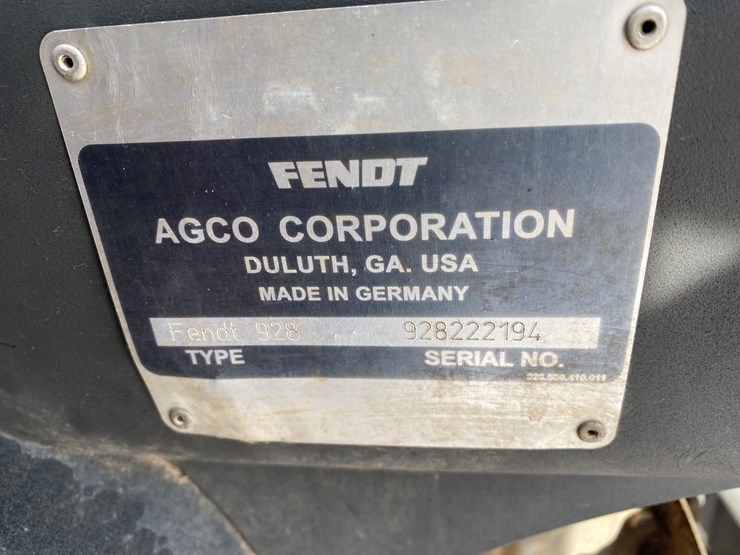 FENDT
AGCO CORPORATION
DULUTH, GA. USA
MADE IN GERMANY
Fendt 928 928222194
TYPE SERIAL NO.